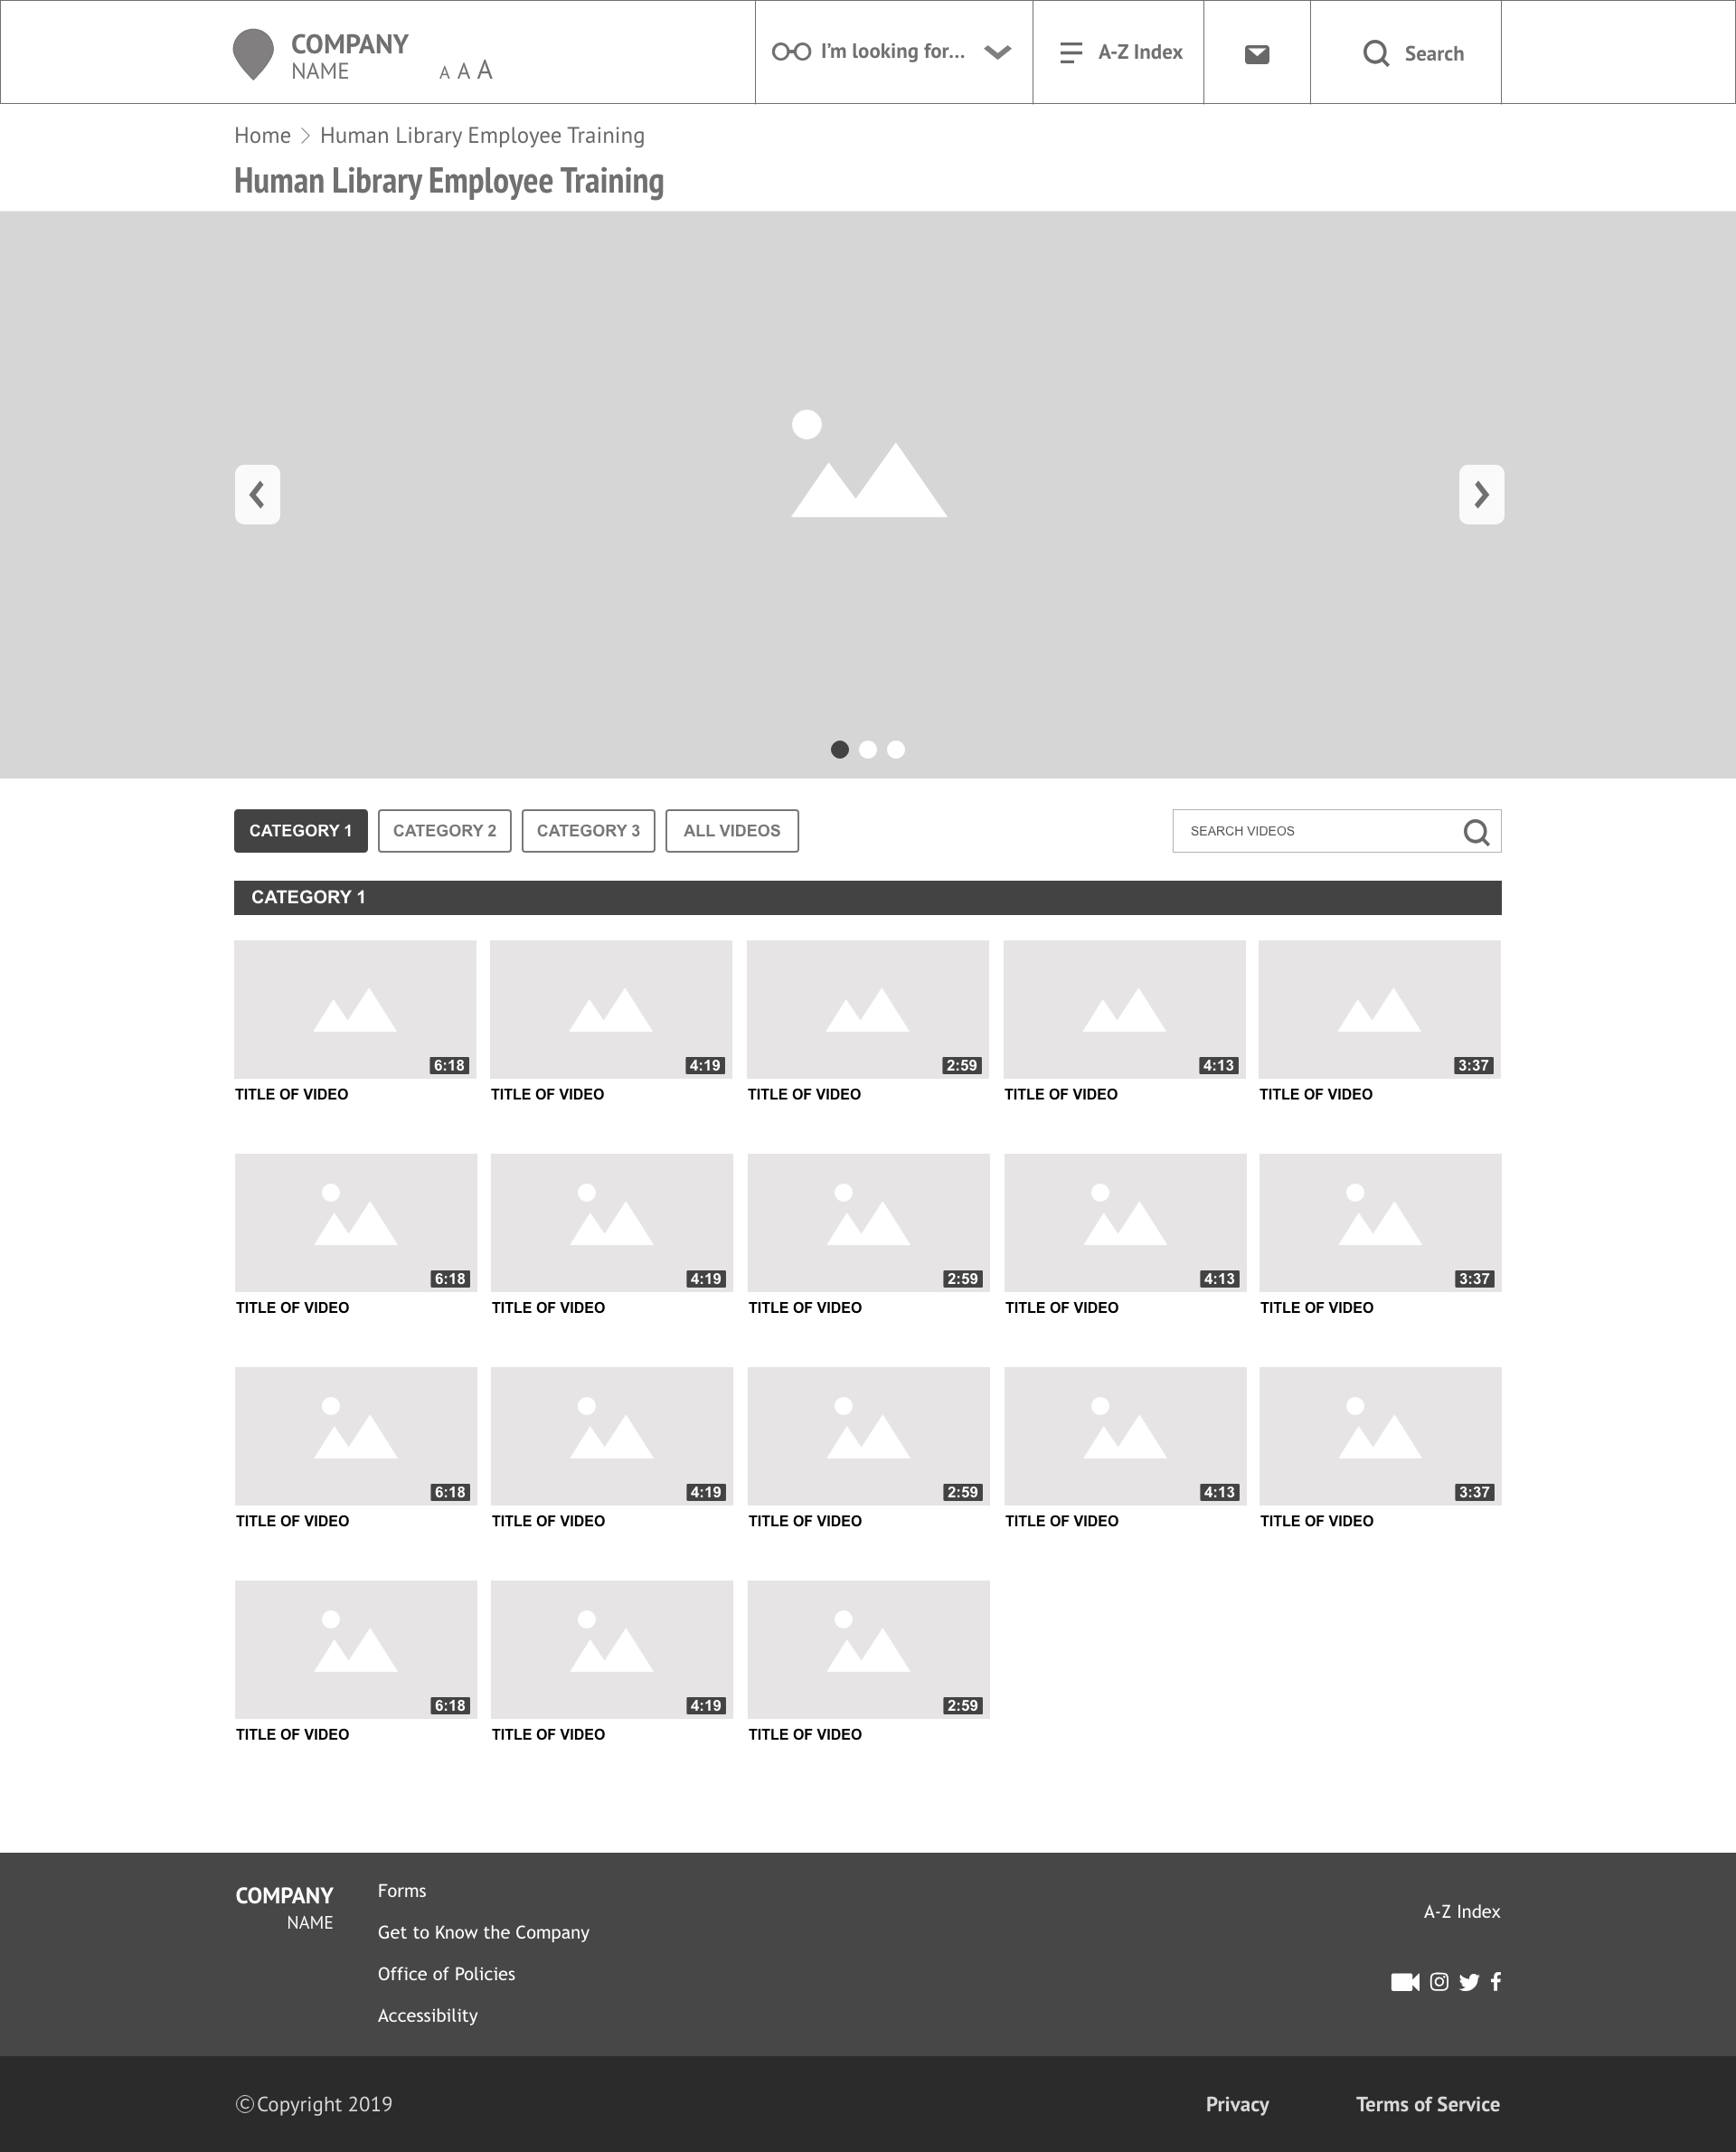 COMPANY
NAME
A A A
I'm looking for...
A-Z Index
Search
Home > Human Library Employee Training
Human Library Employee Training
CATEGORY 1
CATEGORY 2
CATEGORY 3
ALL VIDEOS
SEARCH VIDEOS
CATEGORY 1
6:18
4:19
2:59
4:13
3:37
TITLE OF VIDEO
TITLE OF VIDEO
TITLE OF VIDEO
TITLE OF VIDEO
TITLE OF VIDEO
6:18
4:19
2:59
4:13
3:37
TITLE OF VIDEO
TITLE OF VIDEO
TITLE OF VIDEO
TITLE OF VIDEO
TITLE OF VIDEO
6:18
4:19
2:59
4:13
3:37
TITLE OF VIDEO
TITLE OF VIDEO
TITLE OF VIDEO
TITLE OF VIDEO
TITLE OF VIDEO
6:18
4:19
2:59
TITLE OF VIDEO
TITLE OF VIDEO
TITLE OF VIDEO
COMPANY
NAME
Forms
Get to Know the Company
Office of Policies
Accessibility
A-Z Index
©Copyright 2019
Privacy
Terms of Service